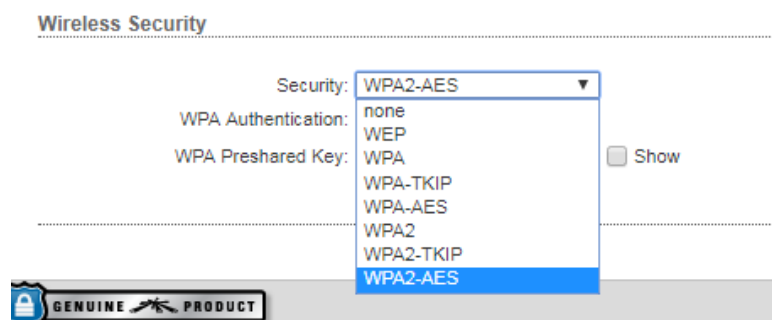 Wireless Security
Security: WPA2-AES
none
WPA Authentication:
WEP
WPA Preshared Key: WPA Show
WPA-TKIP
WPA-AES
WPA2
WPA2-TKIP
WPA2-AES
GENUINE PRODUCT